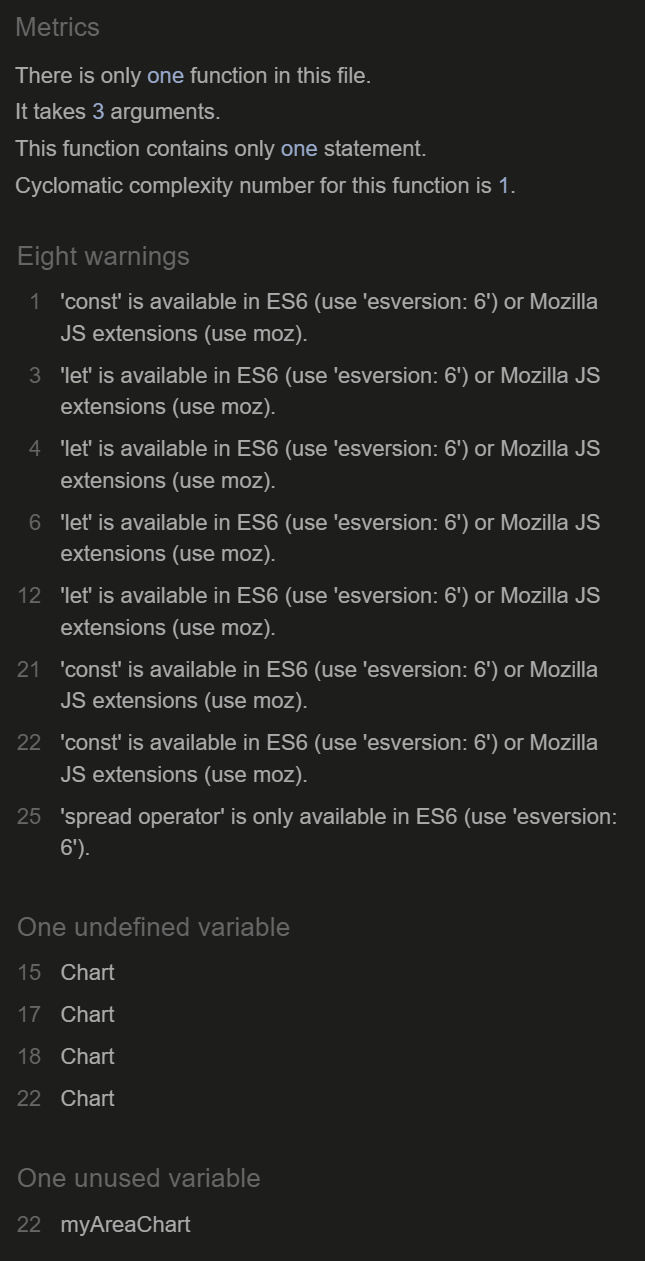 Metrics
There is only one function in this file.
It takes 3 arguments.
This function contains only one statement.
Cyclomatic complexity number for this function is 1.
Eight warnings
1 'const' is available in ES6 (use 'esversion: 6') or Mozilla
JS extensions (use moz).
3 'let' is available in ES6 (use 'esversion: 6') or Mozilla JS
extensions (use moz).
4 'let' is available in ES6 (use 'esversion: 6') or Mozilla JS
extensions (use moz).
6 'let' is available in ES6 (use 'esversion: 6') or Mozilla JS
extensions (use moz).
12 'let' is available in ES6 (use 'esversion: 6') or Mozilla JS
extensions (use moz).
21 'const' is available in ES6 (use 'esversion: 6') or Mozilla
JS extensions (use moz).
22 'const' is available in ES6 (use 'esversion: 6') or Mozilla
JS extensions (use moz).
25 'spread operator' is only available in ES6 (use 'esversion:
6').
One undefined variable
15 Chart
17 Chart
18 Chart
22 Chart
One unused variable
22 myAreaChart